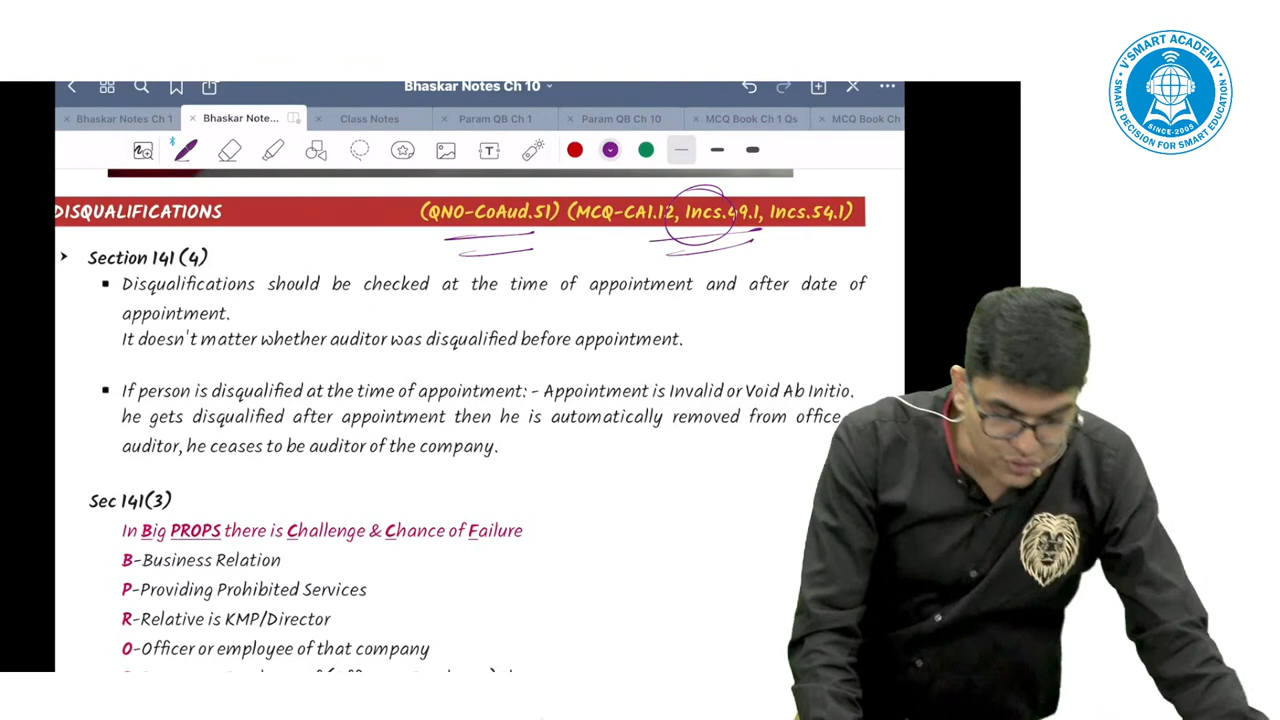 V'SMART ACADEMY
SMART DECISION FOR SMART EDUCATION
SINCE-2005
Bhaskar Notes Ch 10
Bhaskar Notes Ch 1
Bhaskar Note...
Class Notes
Param QB Ch 1
Param QB Ch 10
MCQ Book Ch 1 Qs
MCQ Book Ch
DISQUALIFICATIONS (QNO-CoAud.51) (MCQ-CA1.12, Incs.49.1, Incs.54.1)
Section 141 (4)
Disqualifications should be checked at the time of appointment and after date of
appointment.
It doesn't matter whether auditor was disqualified before appointment.
If person is disqualified at the time of appointment: - Appointment is Invalid or Void Ab Initio.
he gets disqualified after appointment then he is automatically removed from office
auditor, he ceases to be auditor of the company.
Sec 141(3)
In Big PROPS there is Challenge & Chance of Failure
B-Business Relation
P-Providing Prohibited Services
R-Relative is KMP/Director
O-Officer or employee of that company